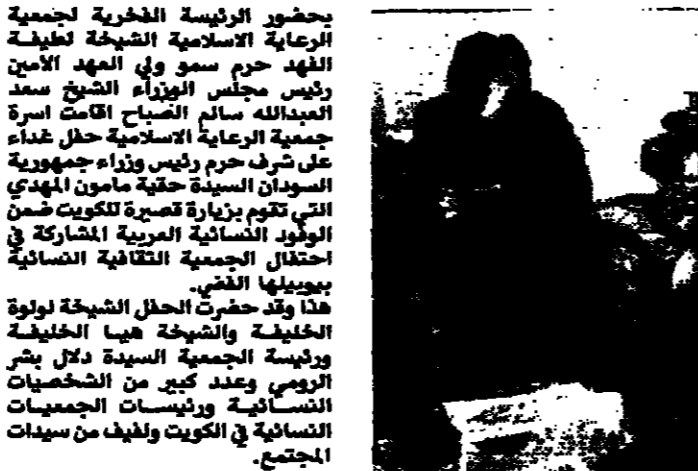 بحضور الرئيسة الفخرية لجمعية
الرعاية الاسلامية الشيخة لطيفة
الفهد حرم سمو ولي العهد الأمين
رئيس مجلس الوزراء الشيخ سعد
العبدالله سالم الصباح اقامت اسرة
جمعية الرعاية الاسلامية حفل غداء
على شرف حرم رئيس وزراء جمهورية
السودان السيدة حقية مامون المهدي
التي تقوم بزيارة قصيرة للكويت ضمن
الوفود النسائية العربية المشاركة في
احتفال الجمعية الثقافية النسائية
بيوبيلها الفضي.
هذا وقد حضرت الحفل الشيخة لولوة
الخليفة والشيخة هيا الخليفة
ورئيسة الجمعية السيدة دلال بشر
الرومي وعدد كبير من الشخصيات
النسائية ورئيسات الجمعيات
النسائية في الكويت ولفيف من سيدات
المجتمع.